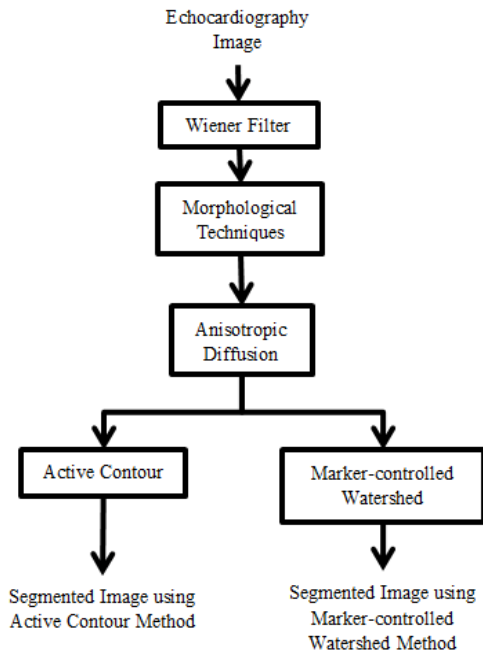 Echocardiography
Image
Wiener Filter
Morphological
Techniques
Anisotropic
Diffusion
Active Contour
Marker-controlled
Watershed
Segmented Image using
Active Contour Method
Segmented Image using
Marker-controlled
Watershed Method